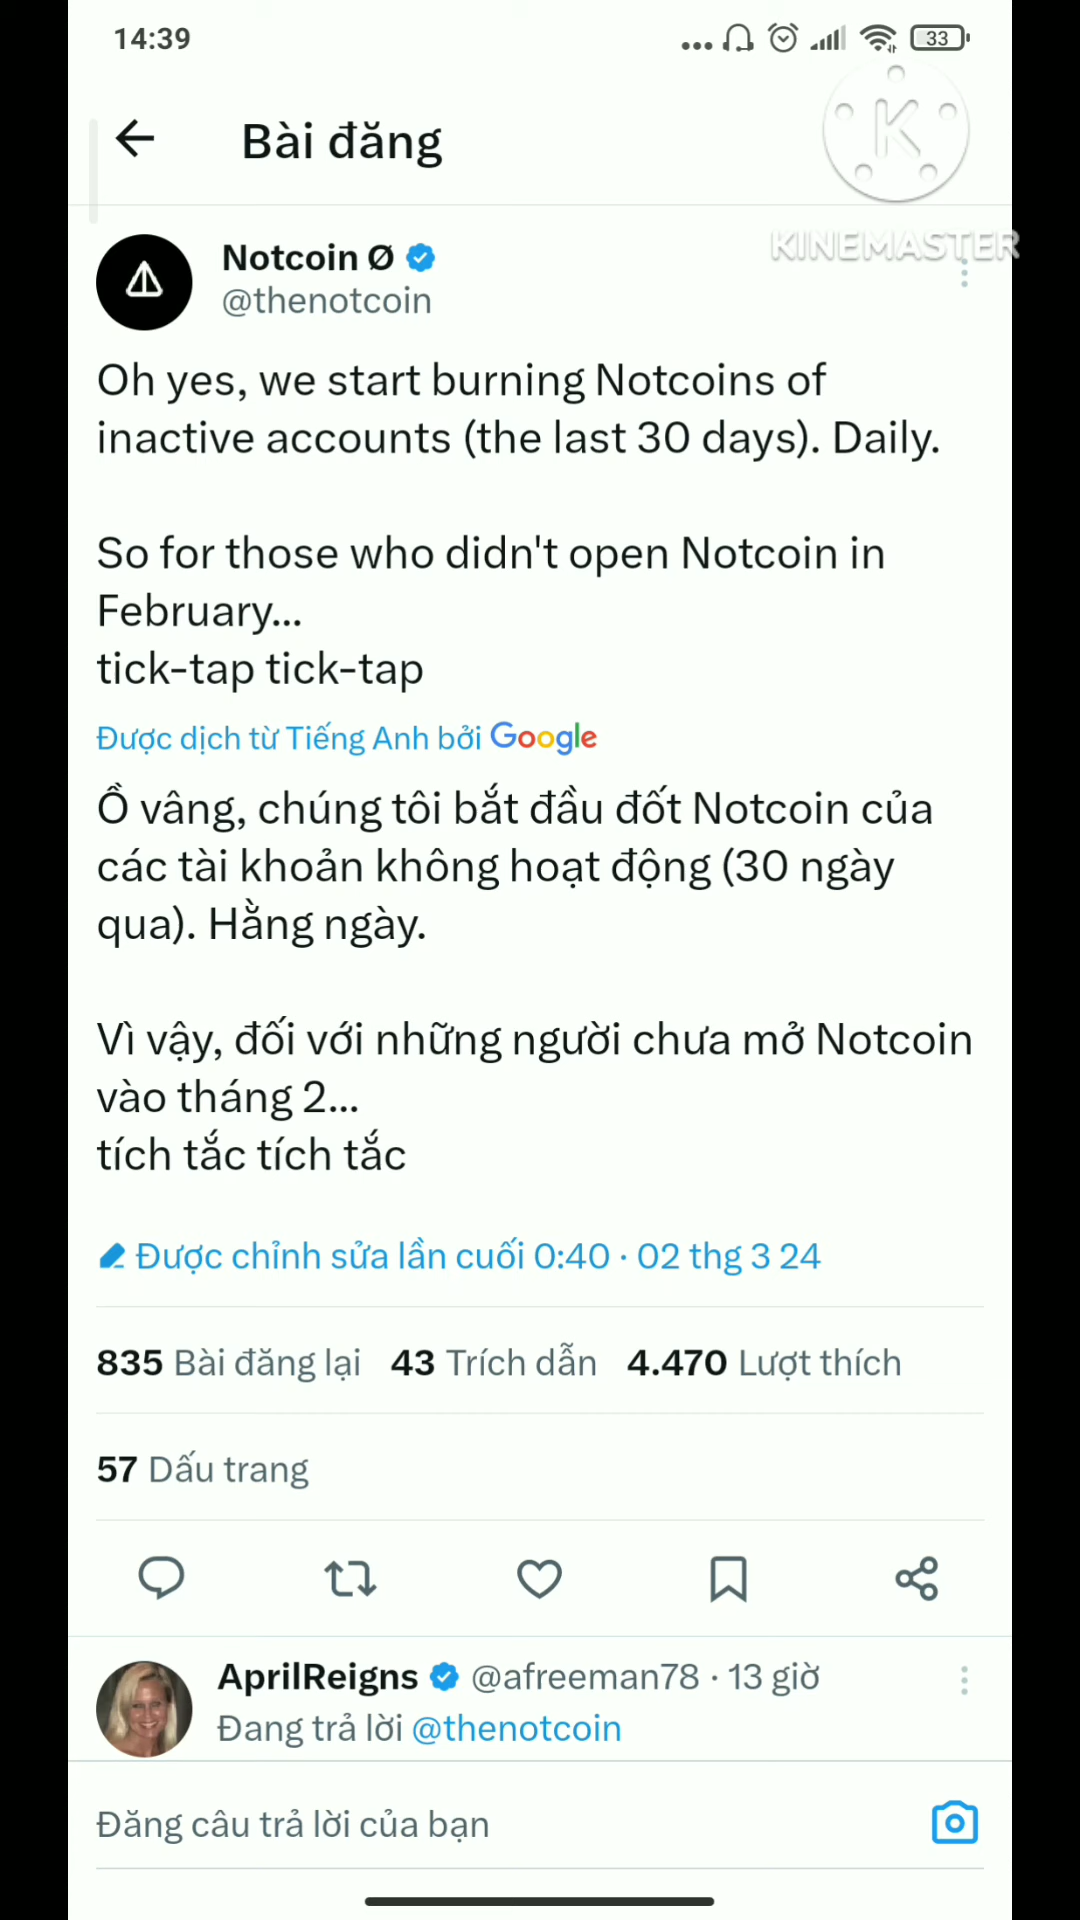 14:39
33
Bài đăng
K
KINEMASTER
Notcoin Ø
@thenotcoin
Oh yes, we start burning Notcoins of
inactive accounts (the last 30 days). Daily.
So for those who didn't open Notcoin in
February...
tick-tap tick-tap
Được dịch từ Tiếng Anh bởi Google
Ồ vâng, chúng tôi bắt đầu đốt Notcoin của
các tài khoản không hoạt động (30 ngày
qua). Hằng ngày.
Vì vậy, đối với những người chưa mở Notcoin
vào tháng 2...
tích tắc tích tắc
Được chỉnh sửa lần cuối 0:40 · 02 thg 3 24
835 Bài đăng lại 43 Trích dẫn 4.470 Lượt thích
57 Dấu trang
AprilReigns @afreeman78 · 13 giờ
Đang trả lời @thenotcoin
Đăng câu trả lời của bạn